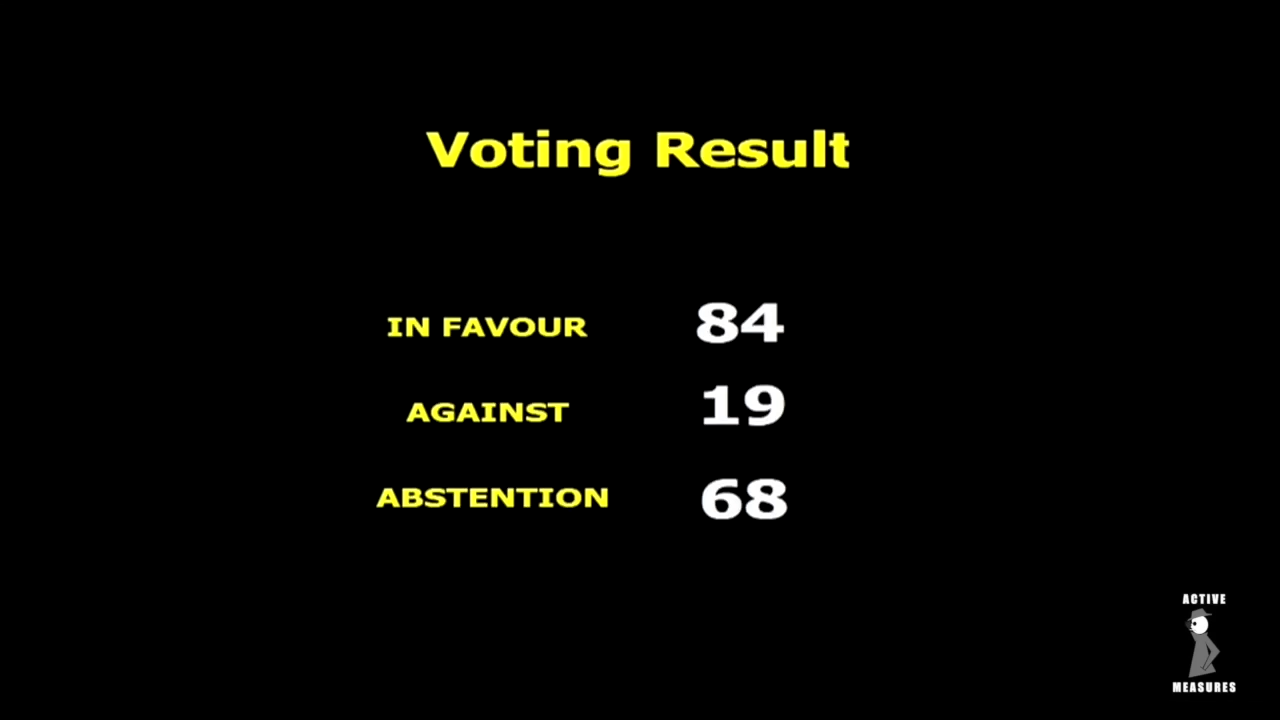 Voting Result
IN FAVOUR 84
AGAINST 19
ABSTENTION 68
ACTIVE
MEASURES